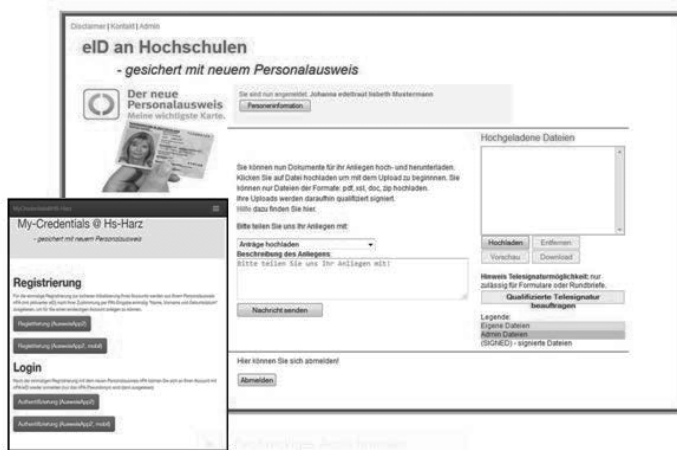 Disclaimer | Kontakt | Admin
eID an Hochschulen
- gesichert mit neuem Personalausweis
Der neue
Personalausweis
Meine wichtigste Karte.
Sie sind nun angemeldet. Johanna edeltraut lisbeth Mustermann
Personeninformation
Sie können nun Dokumente für ihr Anliegen hoch- und herunterladen.
Klicken Sie auf Datei hochladen um mit dem Upload zu beginnen. Sie
können nur Dateien der Formate: pdf, xsl, doc, zip hochladen.
Ihre Uploads werden daraufhin qualifiziert signiert.
Hilfe dazu finden Sie hier.
Bitte teilen Sie uns Ihr Anliegen mit:
Anträge hochladen
Beschreibung des Anliegens:
Bitte teilen Sie uns Ihr Anliegen mit!
Nachricht senden
Hochgeladene Dateien
Hochladen Entfernen
Vorschau Download
Hinweis Telesignaturmöglichkeit: nur
zulässig für Formulare oder Rundbriefe.
Qualifizierte Telesignatur
beauftragen
Legende:
Eigene Dateien
Admin Dateien
(SIGNED) - signierte Dateien
Hier können Sie sich abmelden!
Abmelden
My-Credentials @ Hs-Harz
- gesichert mit neuem Personalausweis
Registrierung
Registrierung (AusweisApp2)
Registrierung (AusweisApp2, mobil)
Login
Authentifizierung (AusweisApp2)
Authentifizierung (AusweisApp2, mobil)